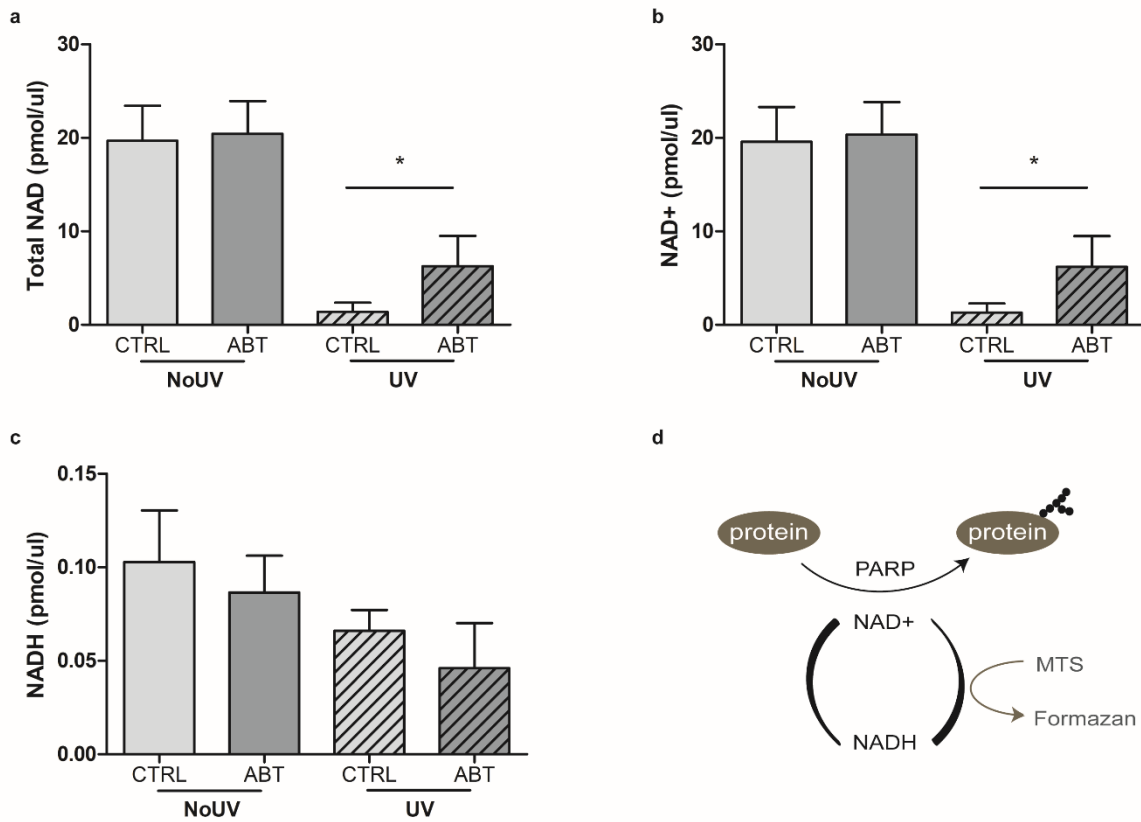 a
Total NAD (pmol/ul)
30
20
10
0
*
CTRL ABT CTRL ABT
NoUV UV
b
NAD+ (pmol/ul)
30
20
10
0
*
CTRL ABT CTRL ABT
NoUV UV
c
NADH (pmol/ul)
0.15
0.10
0.05
0.00
CTRL ABT CTRL ABT
NoUV UV
d
protein protein
PARP
NAD+
MTS
Formazan
NADH